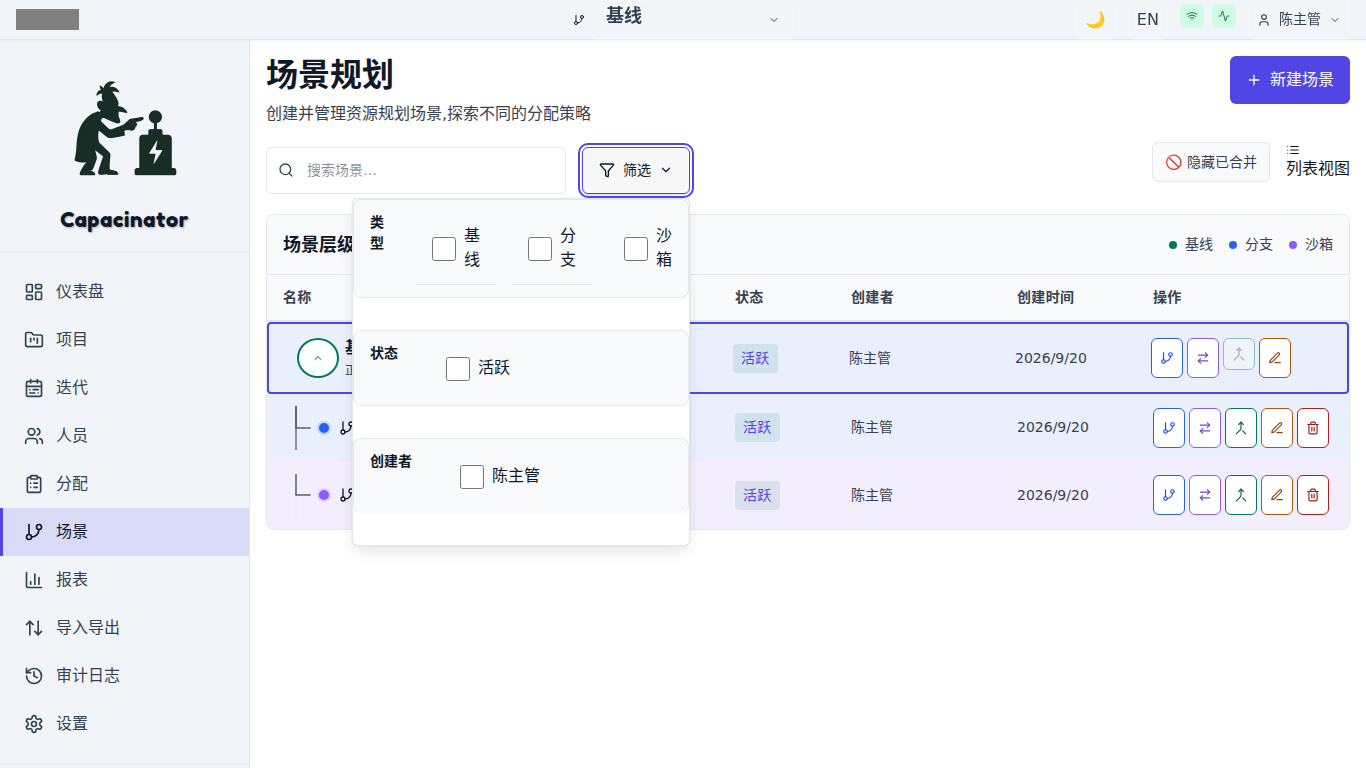 基线
EN
陈主管
Capacinator
仪表盘
项目
迭代
人员
分配
场景
报表
导入导出
审计日志
设置
场景规划
创建并管理资源规划场景,探索不同的分配策略
新建场景
搜索场景...
筛选
隐藏已合并
列表视图
类型
基线
分支
沙箱
状态
活跃
创建者
陈主管
场景层级
基线
分支
沙箱
名称
状态
创建者
创建时间
操作
活跃
陈主管
2026/9/20
活跃
陈主管
2026/9/20
活跃
陈主管
2026/9/20